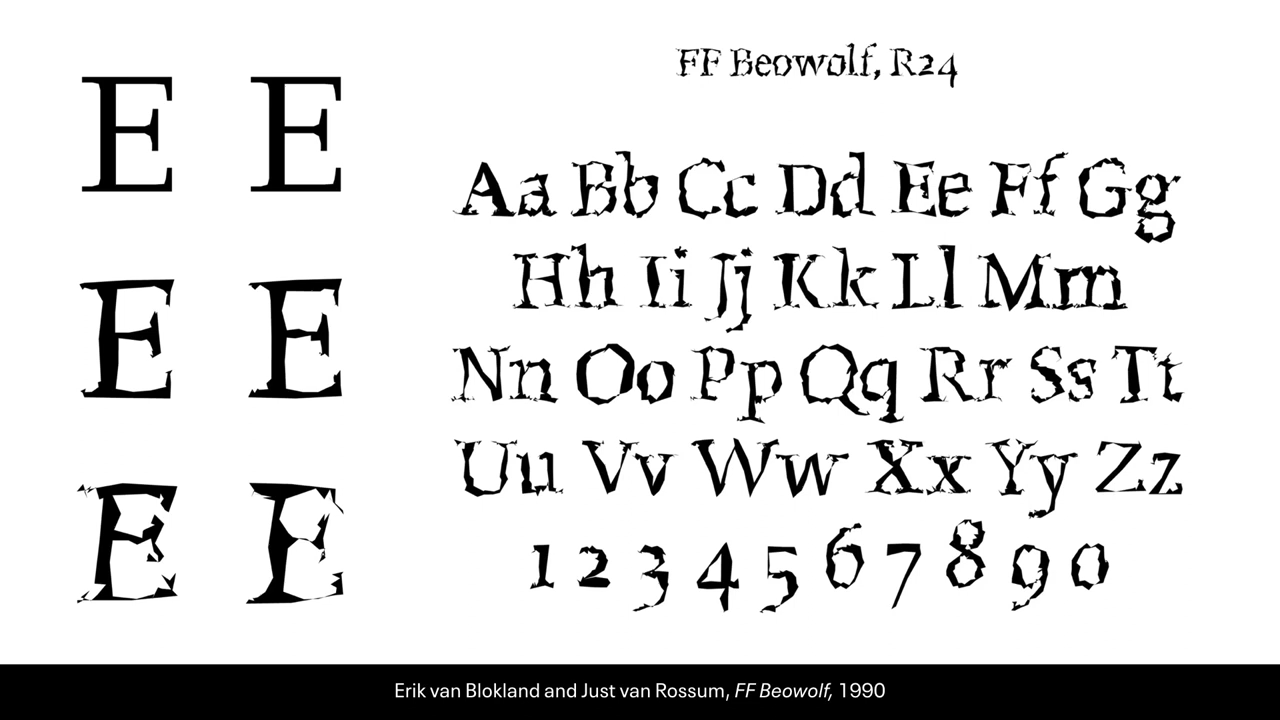 E E
E E
E E
FF Beowolf, R24
Aa Bb Cc Dd Ee Ff Gg
Hh Ii Jj Kk Ll Mm
Nn Oo Pp Qq Rr Ss Tt
Uu Vv Ww Xx Yy Zz
1 2 3 4 5 6 7 8 9 0
Erik van Blokland and Just van Rossum, FF Beowolf, 1990